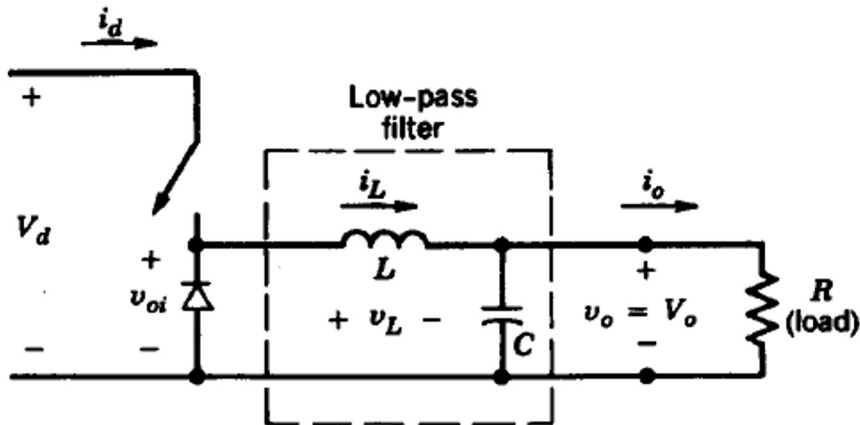 i_d
+
Low-pass
filter
i_L
i_o
V_d
+
L
+
v_oi
+ v_L −
C
v_o = V_o
R
(load)
−
−
−